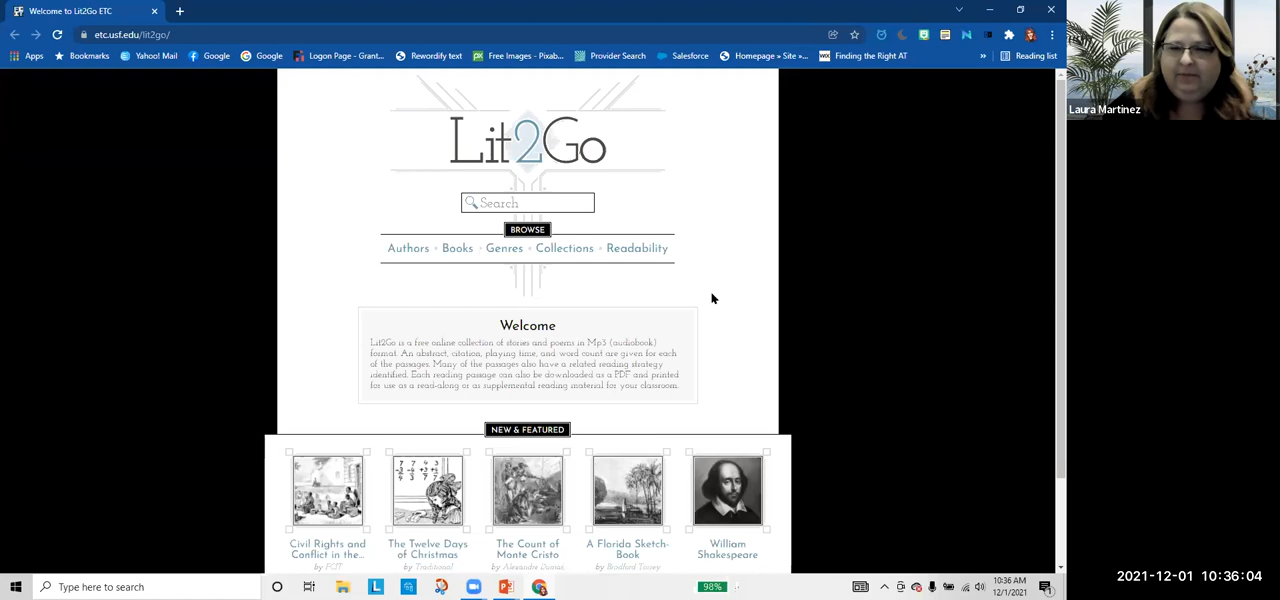 Welcome to Lit2Go ETC
etc.usf.edu/lit2go/
Apps Bookmarks Yahoo! Mail Google Google Logon Page - Grant... Rewordify text Free Images - Pixab... Provider Search Salesforce Homepage » Site »... WIX Finding the Right AT » Reading list
Laura Martinez
Lit2Go
Search
BROWSE
Authors Books Genres Collections Readability
Welcome
Lit2Go is a free online collection of stories and poems in Mp3 (audiobook)
format. An abstract, citation, playing time, and word count are given for each
of the passages. Many of the passages also have a related reading strategy
identified. Each reading passage can also be downloaded as a PDF and printed
for use as a read-along or as supplemental reading material for your classroom.
NEW & FEATURED
Civil Rights and
Conflict in the...
by FCIT
The Twelve Days
of Christmas
by Traditional
The Count of
Monte Cristo
by Alexandre Dumas
A Florida Sketch-
Book
by Bradford Torrey
William
Shakespeare
Type here to search
98%
10:36 AM
12/1/2021
2021-12-01 10:36:04